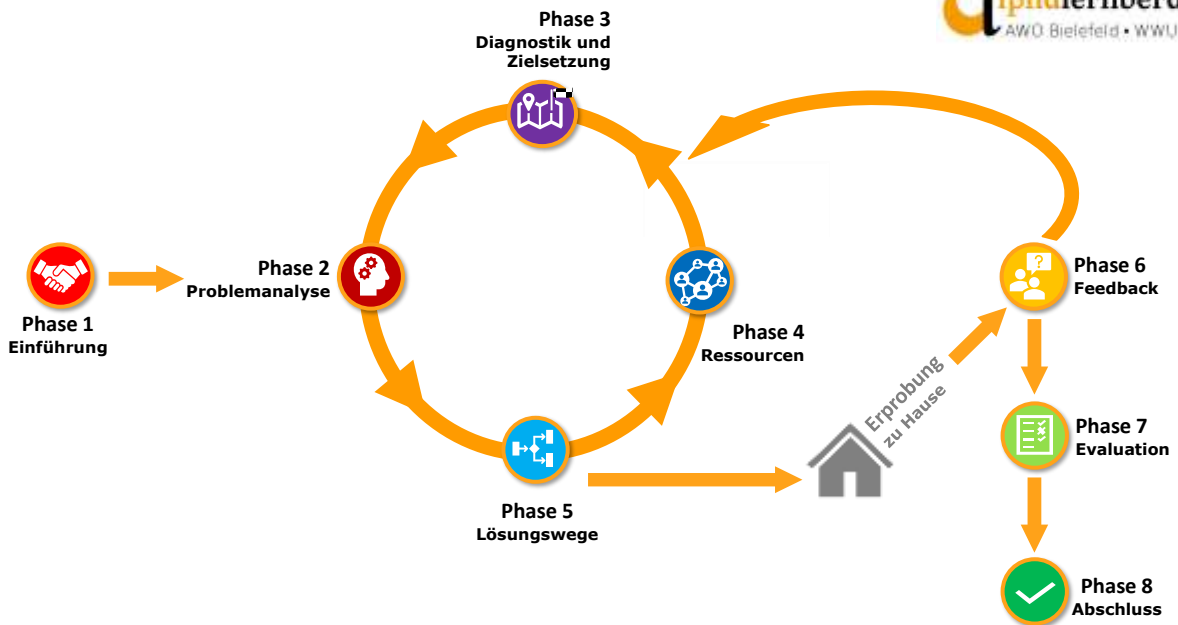 Phase 3
Diagnostik und
Zielsetzung
AWO Bielefeld • WWU
Phase 1
Einführung
Phase 2
Problemanalyse
Phase 4
Ressourcen
Phase 5
Lösungswege
Erprobung
zu Hause
?
Phase 6
Feedback
Phase 7
Evaluation
Phase 8
Abschluss